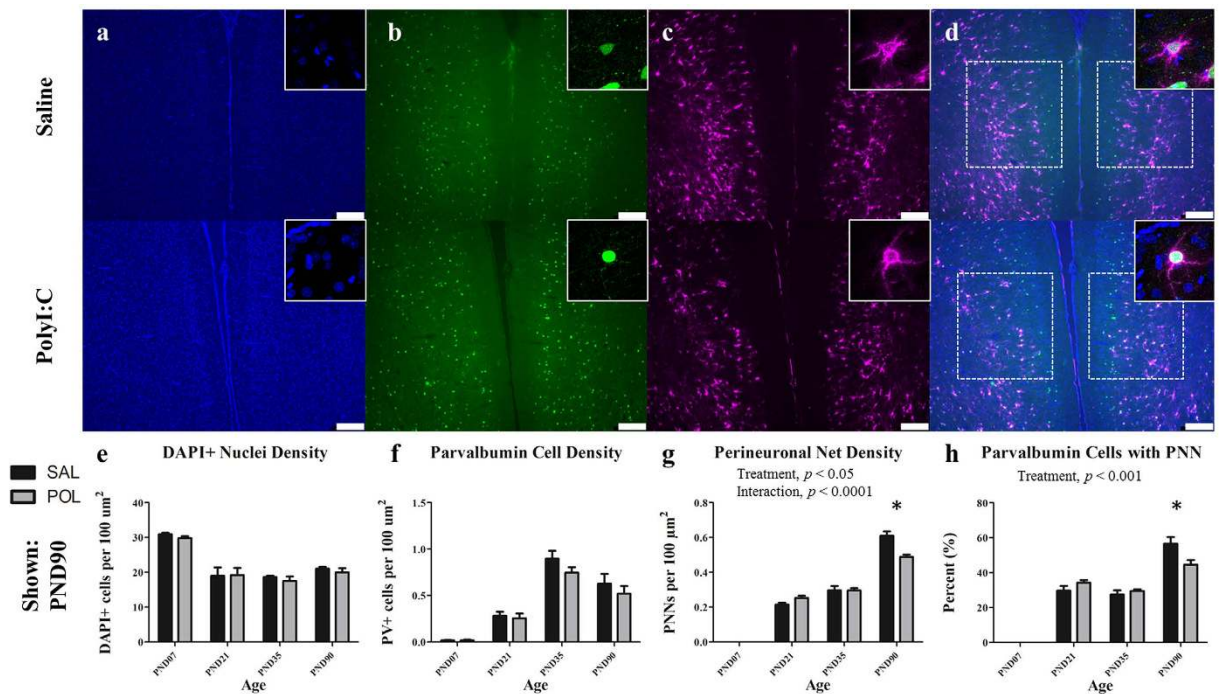 a
b
c
d
Saline
PolyI:C
e DAPI+ Nuclei Density
f Parvalbumin Cell Density
g Perineuronal Net Density
h Parvalbumin Cells with PNN
SAL
POL
Shown:
PND90
DAPI+ cells per 100 um²
40
30
20
10
0
PND07
PND21
PND35
PND90
Age
PV+ cells per 100 um²
1.5
1.0
0.5
0.0
PND07
PND21
PND35
PND90
Age
Treatment, p < 0.05
Interaction, p < 0.0001
*
PNNs per 100 µm²
0.8
0.6
0.4
0.2
0.0
PND07
PND21
PND35
PND90
Age
Treatment, p < 0.001
*
Percent (%)
80
60
40
20
0
PND07
PND21
PND35
PND90
Age